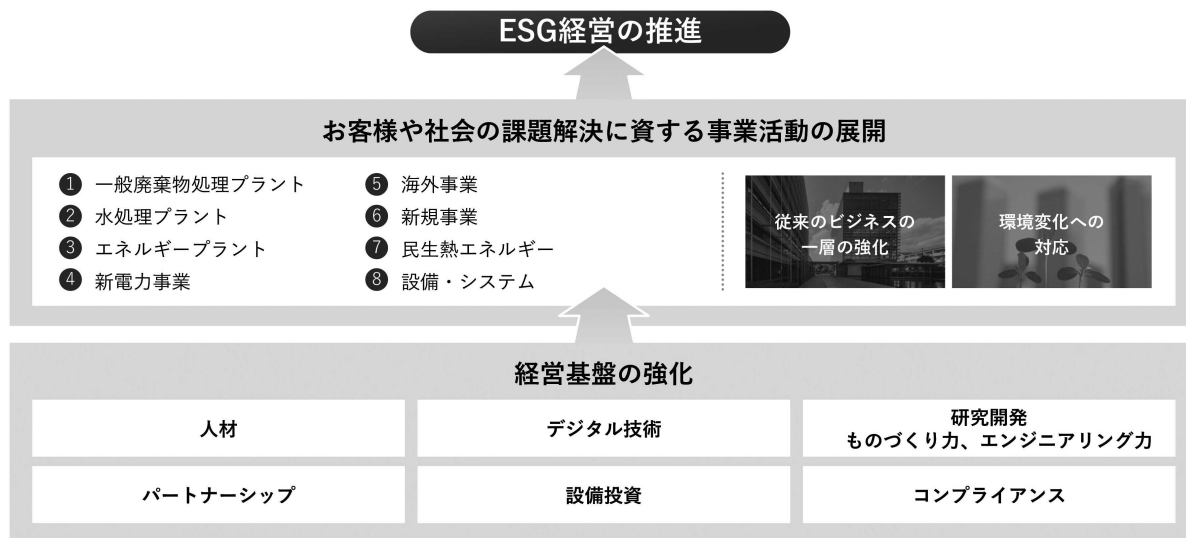 ESG経営の推進
お客様や社会の課題解決に資する事業活動の展開
1 一般廃棄物処理プラント
2 水処理プラント
3 エネルギープラント
4 新電力事業
5 海外事業
6 新規事業
7 民生熱エネルギー
8 設備・システム
従来のビジネスの
一層の強化
環境変化への
対応
経営基盤の強化
人材
デジタル技術
研究開発
ものづくり力、エンジニアリング力
パートナーシップ
設備投資
コンプライアンス